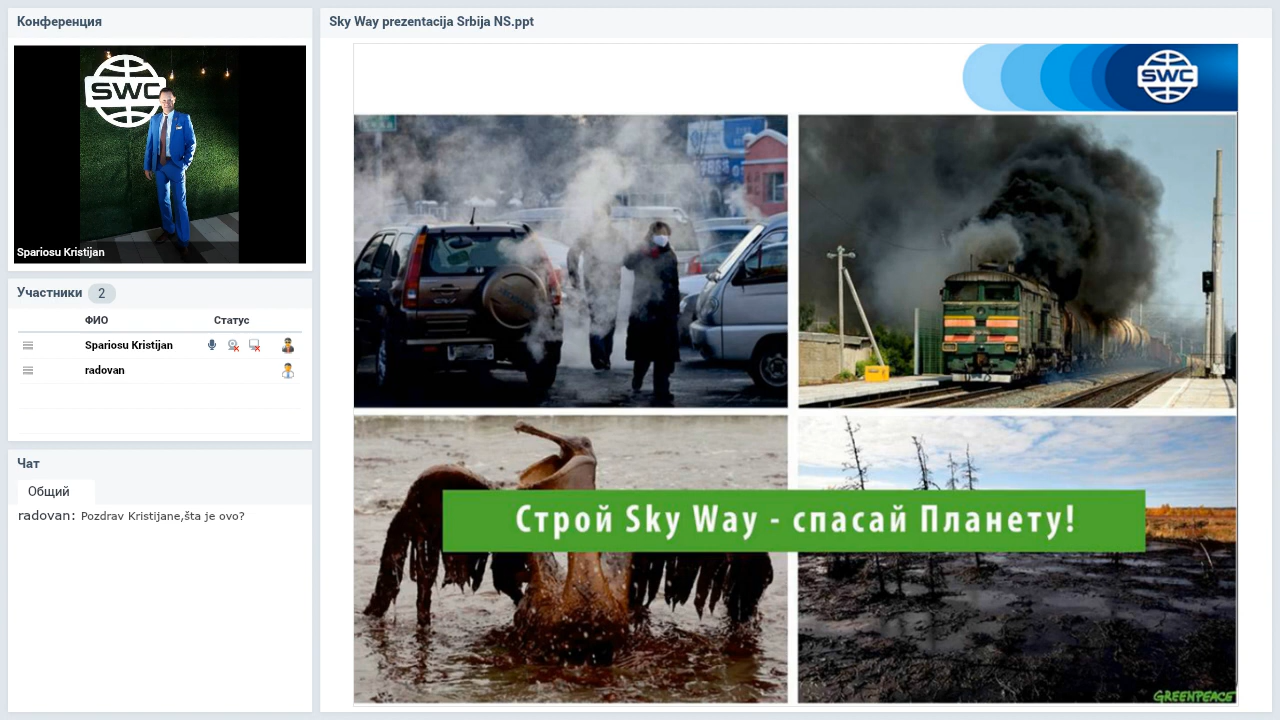 Конференция
SWC
Spariosu Kristijan
Участники 2
ФИО Статус
Spariosu Kristijan
radovan
Чат
Общий
radovan: Pozdrav Kristijane,šta je ovo?
Sky Way prezentacija Srbija NS.ppt
SWC
Строй Sky Way - спасай Планету!
GREENPEACE